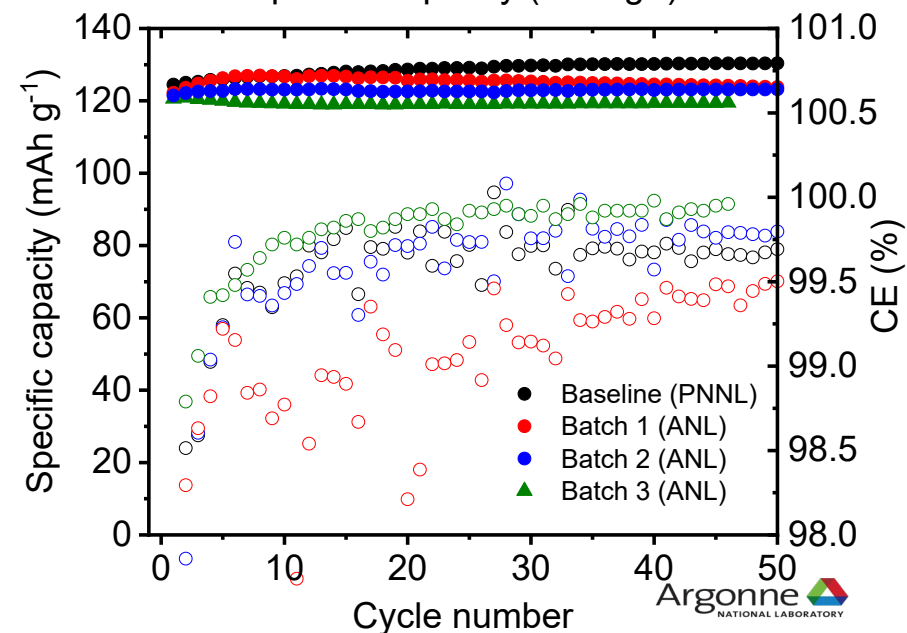 Specific capacity (mAh g-1)
140
120
100
80
60
40
20
0
101.0
100.5
100.0
99.5
99.0
98.5
98.0
CE (%)
Baseline (PNNL)
Batch 1 (ANL)
Batch 2 (ANL)
Batch 3 (ANL)
0 10 20 30 40 50
Cycle number
Argonne
NATIONAL LABORATORY